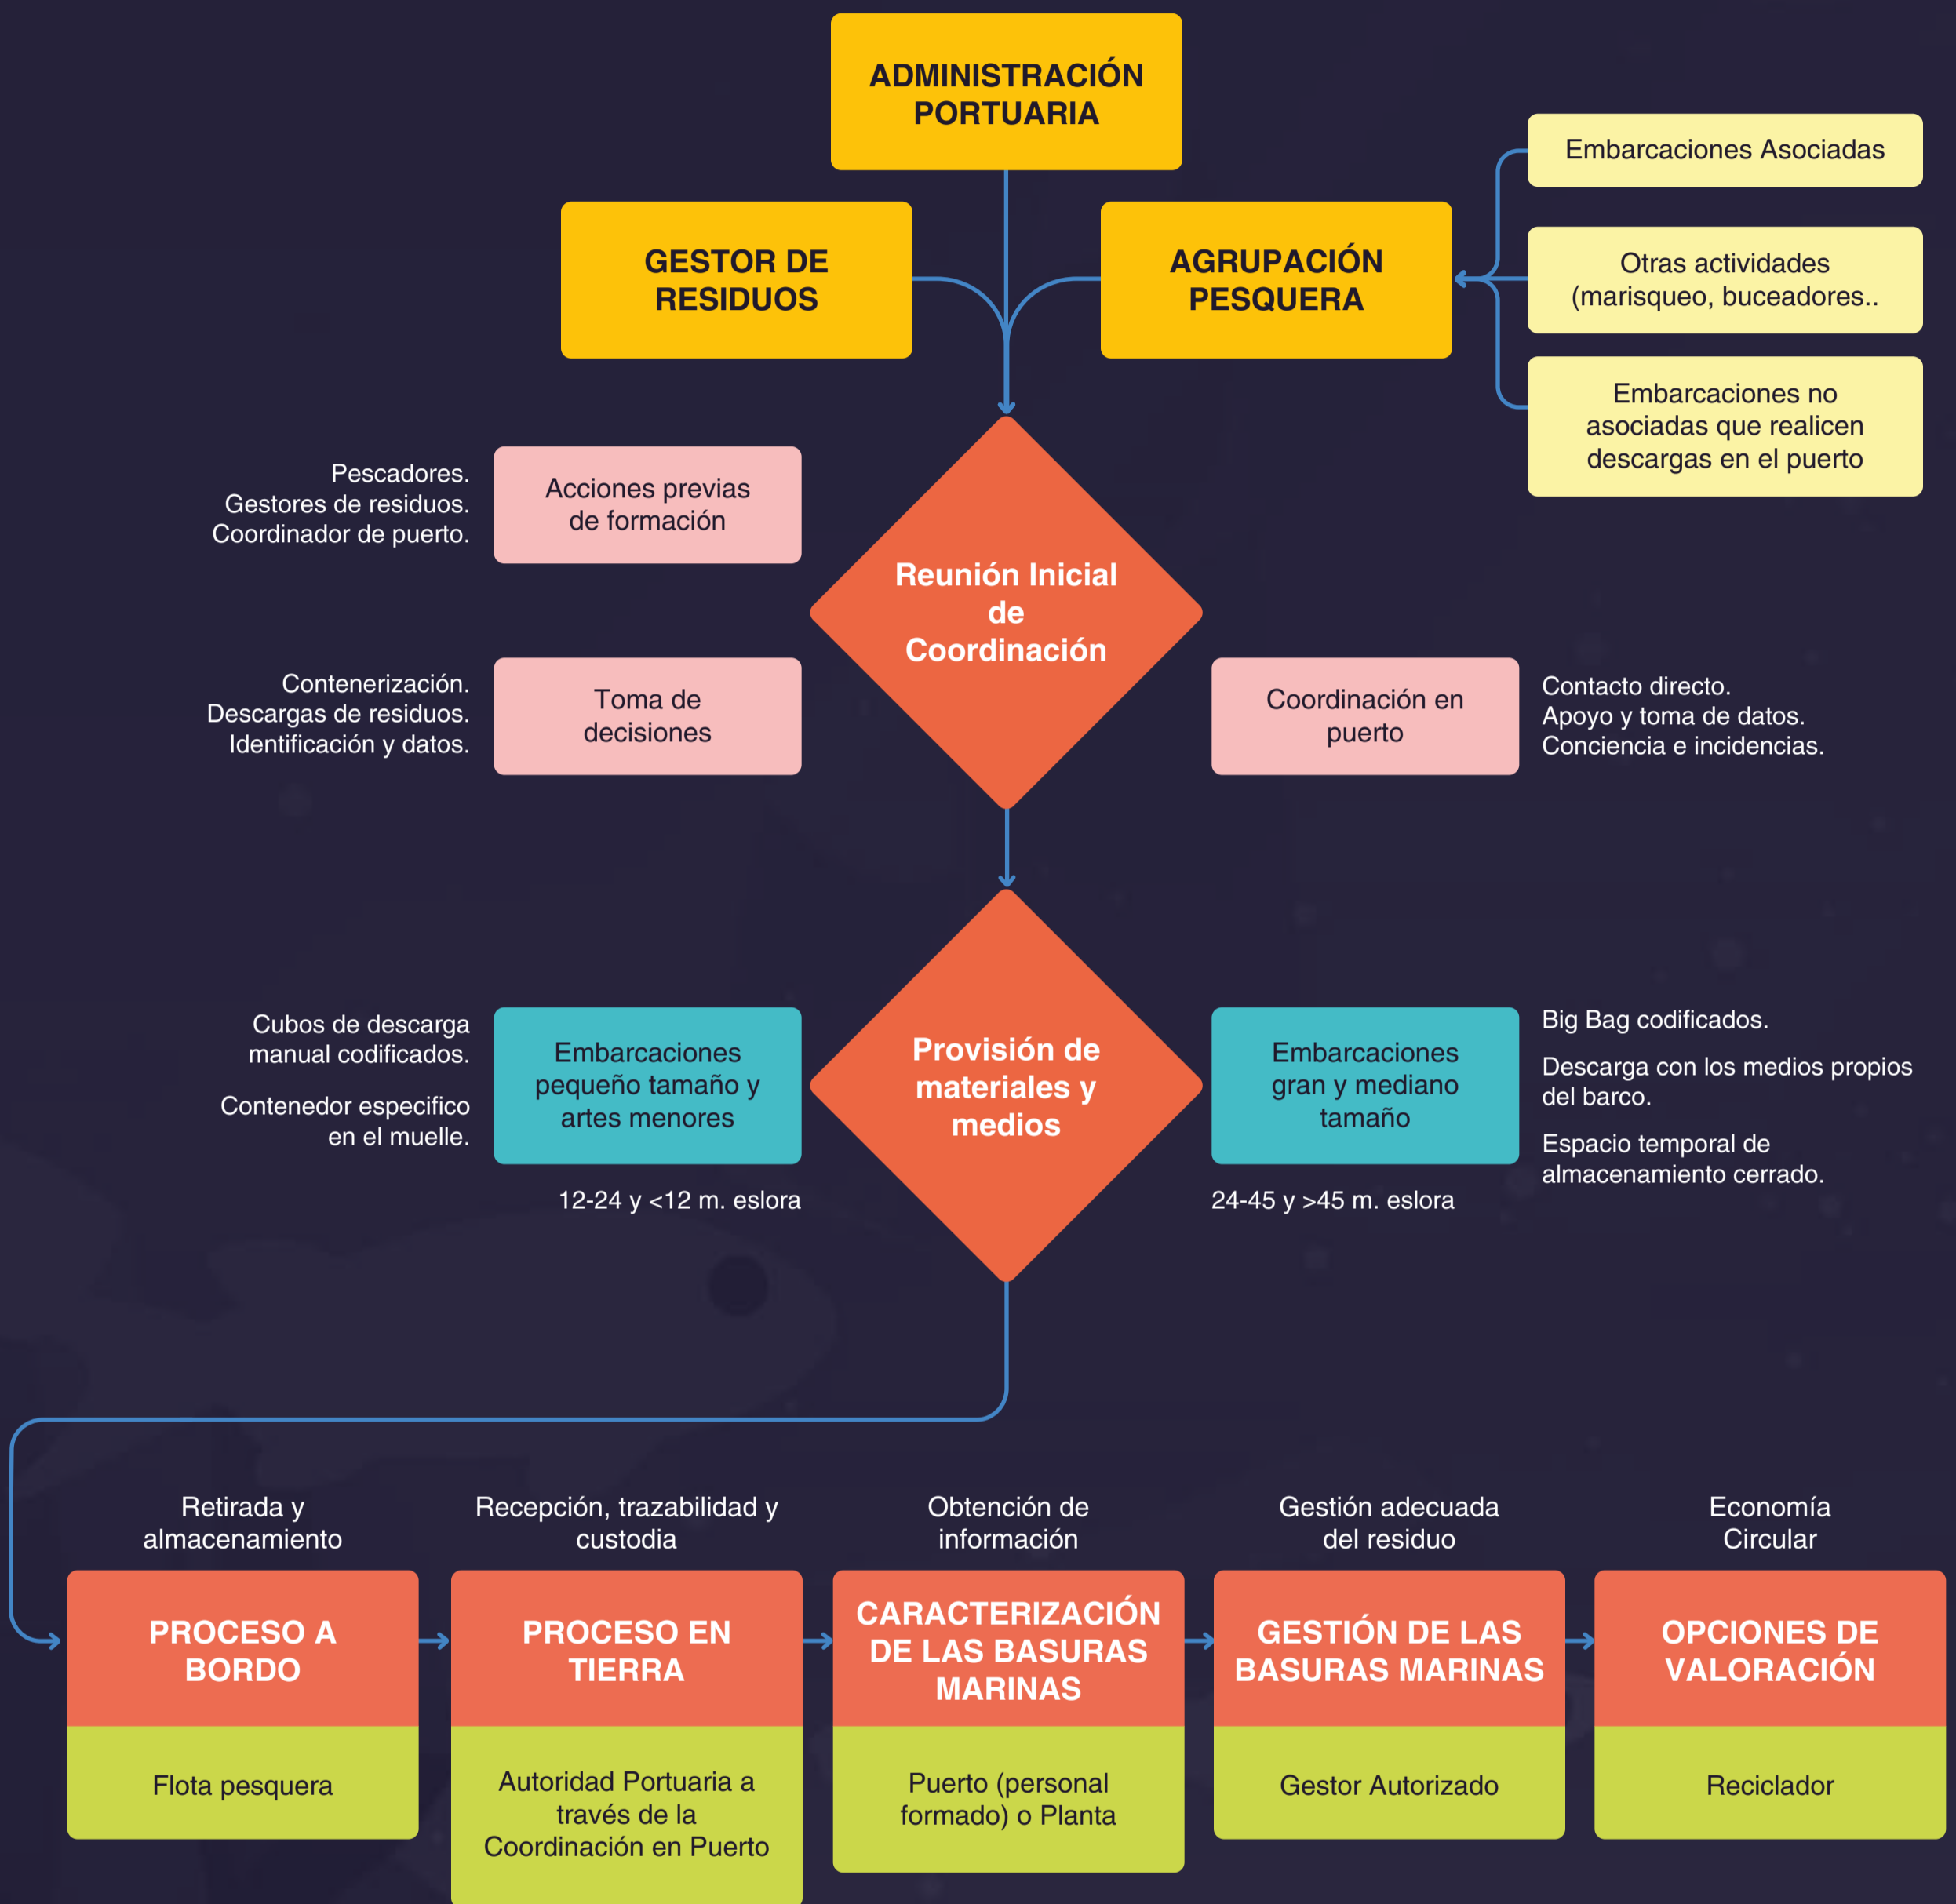 ADMINISTRACIÓN
PORTUARIA
GESTOR DE
RESIDUOS
AGRUPACIÓN
PESQUERA
Embarcaciones Asociadas
Otras actividades
(marisqueo, buceadores..
Embarcaciones no
asociadas que realicen
descargas en el puerto
Pescadores.
Gestores de residuos.
Coordinador de puerto.
Acciones previas
de formación
Reunión Inicial
de
Coordinación
Contenerización.
Descargas de residuos.
Identificación y datos.
Toma de
decisiones
Coordinación en
puerto
Contacto directo.
Apoyo y toma de datos.
Conciencia e incidencias.
Cubos de descarga
manual codificados.
Contenedor especifico
en el muelle.
Embarcaciones
pequeño tamaño y
artes menores
12-24 y <12 m. eslora
Provisión de
materiales y
medios
Embarcaciones
gran y mediano
tamaño
24-45 y >45 m. eslora
Big Bag codificados.
Descarga con los medios propios
del barco.
Espacio temporal de
almacenamiento cerrado.
Retirada y
almacenamiento
PROCESO A
BORDO
Flota pesquera
Recepción, trazabilidad y
custodia
PROCESO EN
TIERRA
Autoridad Portuaria a
través de la
Coordinación en Puerto
Obtención de
información
CARACTERIZACIÓN
DE LAS BASURAS
MARINAS
Puerto (personal
formado) o Planta
Gestión adecuada
del residuo
GESTIÓN DE LAS
BASURAS MARINAS
Gestor Autorizado
Economía
Circular
OPCIONES DE
VALORACIÓN
Reciclador